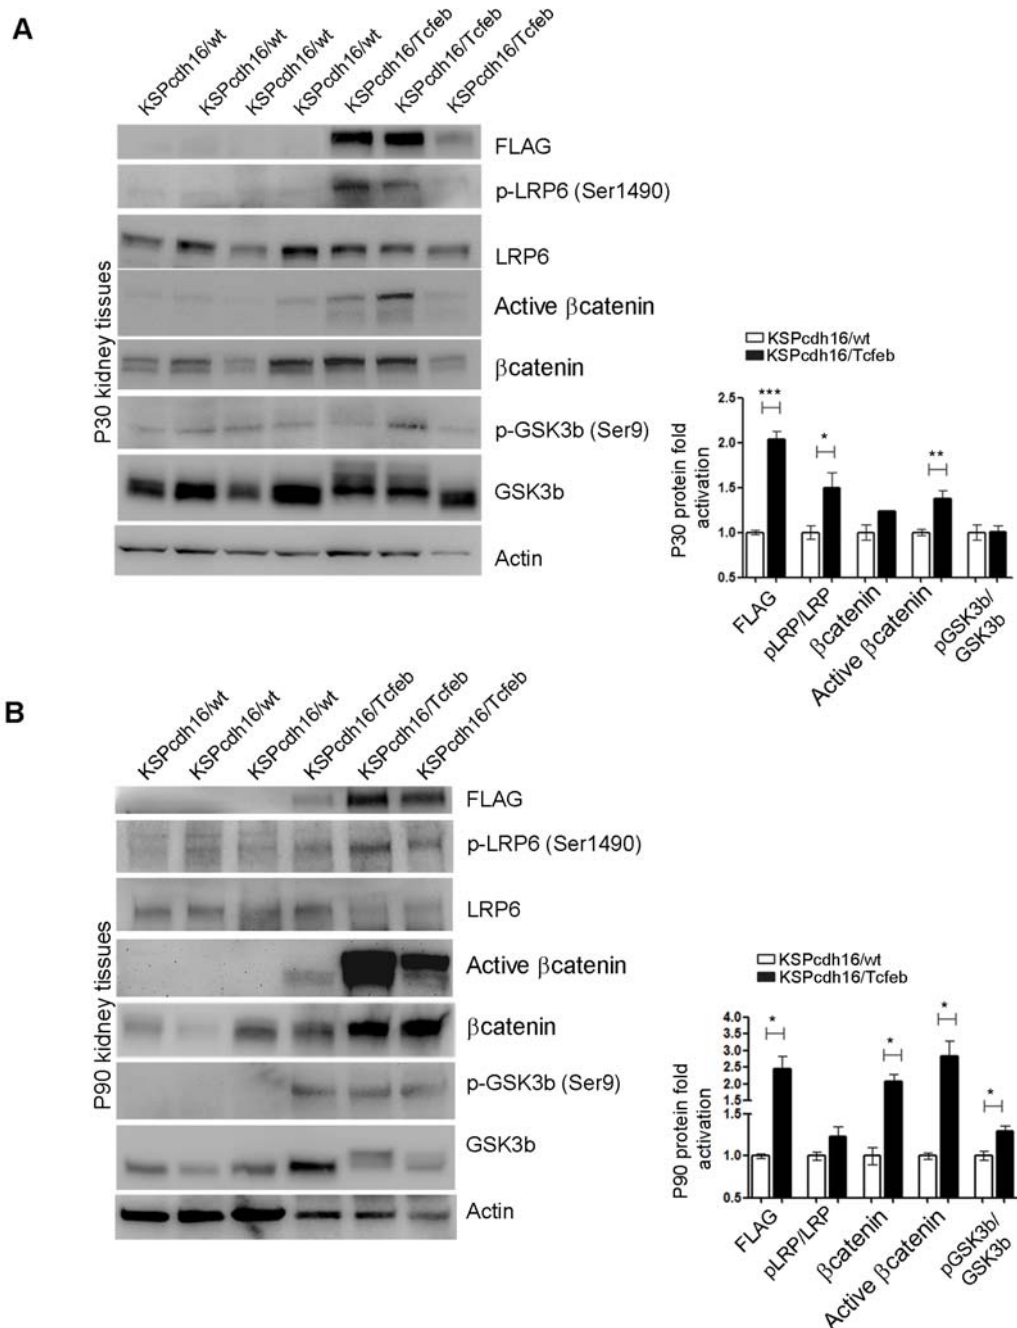 A
KSPcdh16/wt
KSPcdh16/wt
KSPcdh16/wt
KSPcdh16/wt
KSPcdh16/Tcfeb
KSPcdh16/Tcfeb
KSPcdh16/Tcfeb
P30 kidney tissues
FLAG
p-LRP6 (Ser1490)
LRP6
Active βcatenin
βcatenin
p-GSK3b (Ser9)
GSK3b
Actin
KSPcdh16/wt
KSPcdh16/Tcfeb
P30 protein fold
activation
2.5
2.0
1.5
1.0
0.5
***
*
**
FLAG
pLRP/LRP
βcatenin
Active βcatenin
pGSK3b/
GSK3b
B
KSPcdh16/wt
KSPcdh16/wt
KSPcdh16/wt
KSPcdh16/Tcfeb
KSPcdh16/Tcfeb
KSPcdh16/Tcfeb
P90 kidney tissues
FLAG
p-LRP6 (Ser1490)
LRP6
Active βcatenin
βcatenin
p-GSK3b (Ser9)
GSK3b
Actin
KSPcdh16/wt
KSPcdh16/Tcfeb
P90 protein fold
activation
4.0
3.5
3.0
2.5
2.0
1.5
1.5
1.0
0.5
*
*
*
*
FLAG
pLRP/LRP
βcatenin
Active βcatenin
pGSK3b/
GSK3b